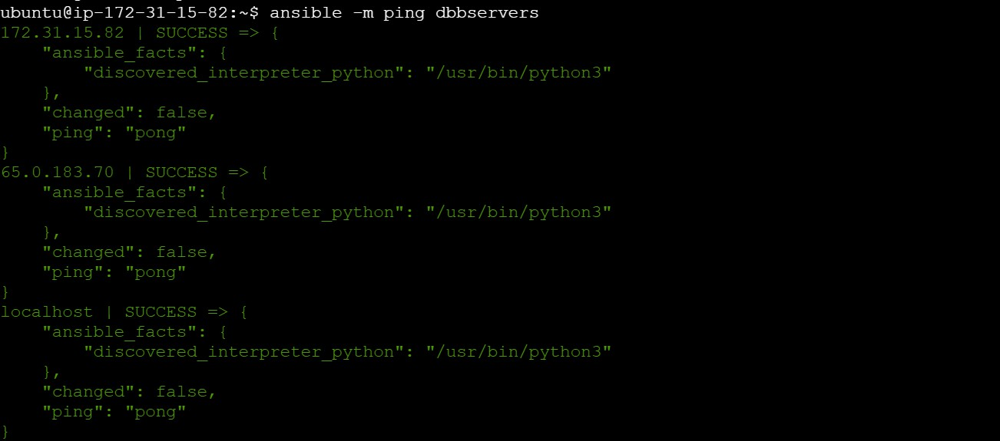 ubuntu@ip-172-31-15-82:~$ ansible -m ping dbbservers
172.31.15.82 | SUCCESS => {
    "ansible_facts": {
        "discovered_interpreter_python": "/usr/bin/python3"
    },
    "changed": false,
    "ping": "pong"
}
65.0.183.70 | SUCCESS => {
    "ansible_facts": {
        "discovered_interpreter_python": "/usr/bin/python3"
    },
    "changed": false,
    "ping": "pong"
}
localhost | SUCCESS => {
    "ansible_facts": {
        "discovered_interpreter_python": "/usr/bin/python3"
    },
    "changed": false,
    "ping": "pong"
}